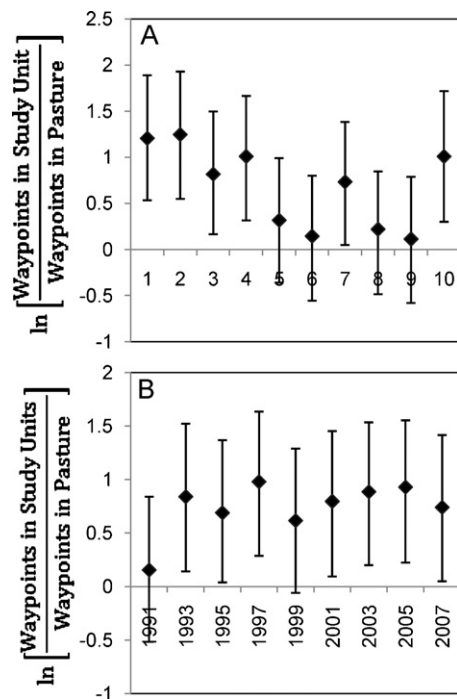 A
2.5
2
1.5
1
0.5
0
-0.5
-1
1 2 3 4 5 6 7 8 9 10
ln [Waypoints in Study Unit / Waypoints in Pasture]
B
2
1.5
1
0.5
0
-0.5
-1
1991 1993 1995 1997 1999 2001 2003 2005 2007
ln [Waypoints in Study Units / Waypoints in Pasture]